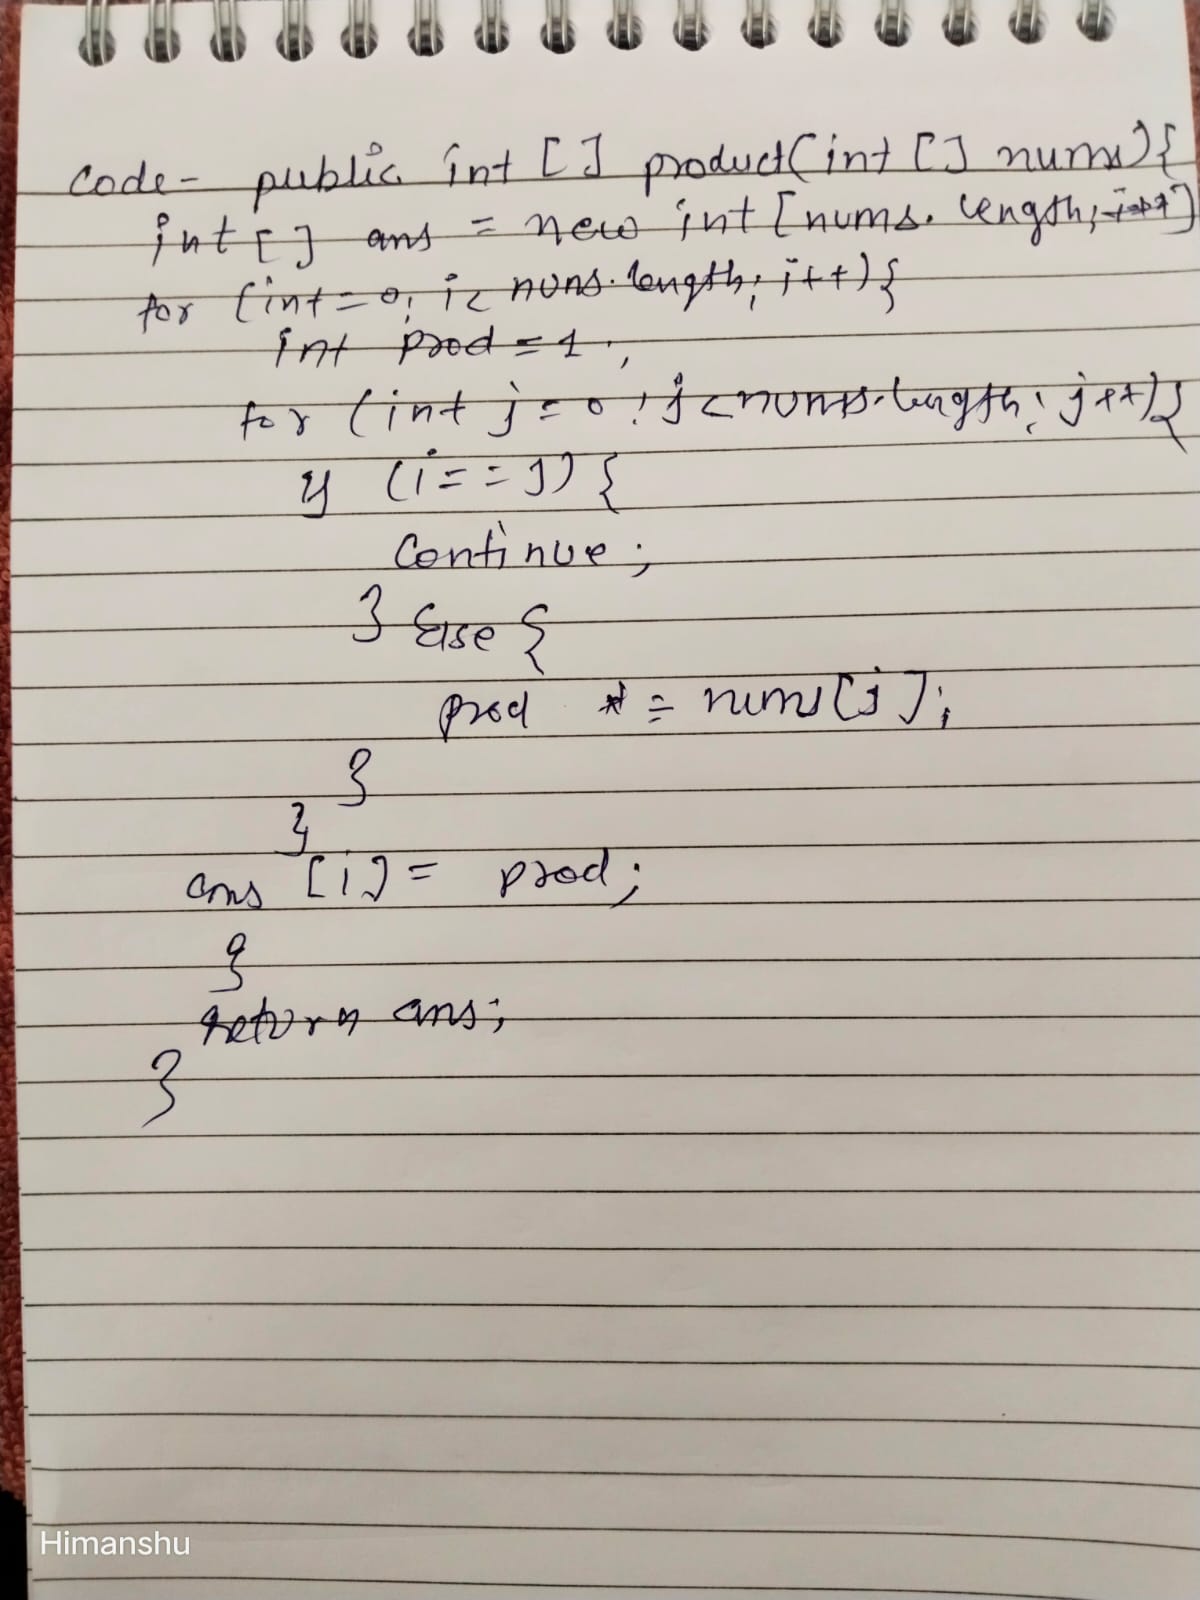 Code - public int [] product(int [] nums){
int [] ans = new int [nums.length; i++]
for (int = 0; i < nums.length; i++) {
int prod = 1;
for (int j = 0; j < nums.length; j++) {
if (i == j) {
Continue;
} Else {
prod *= nums[j];
}
}
ans [i] = prod;
}
return ans;
}
Himanshu